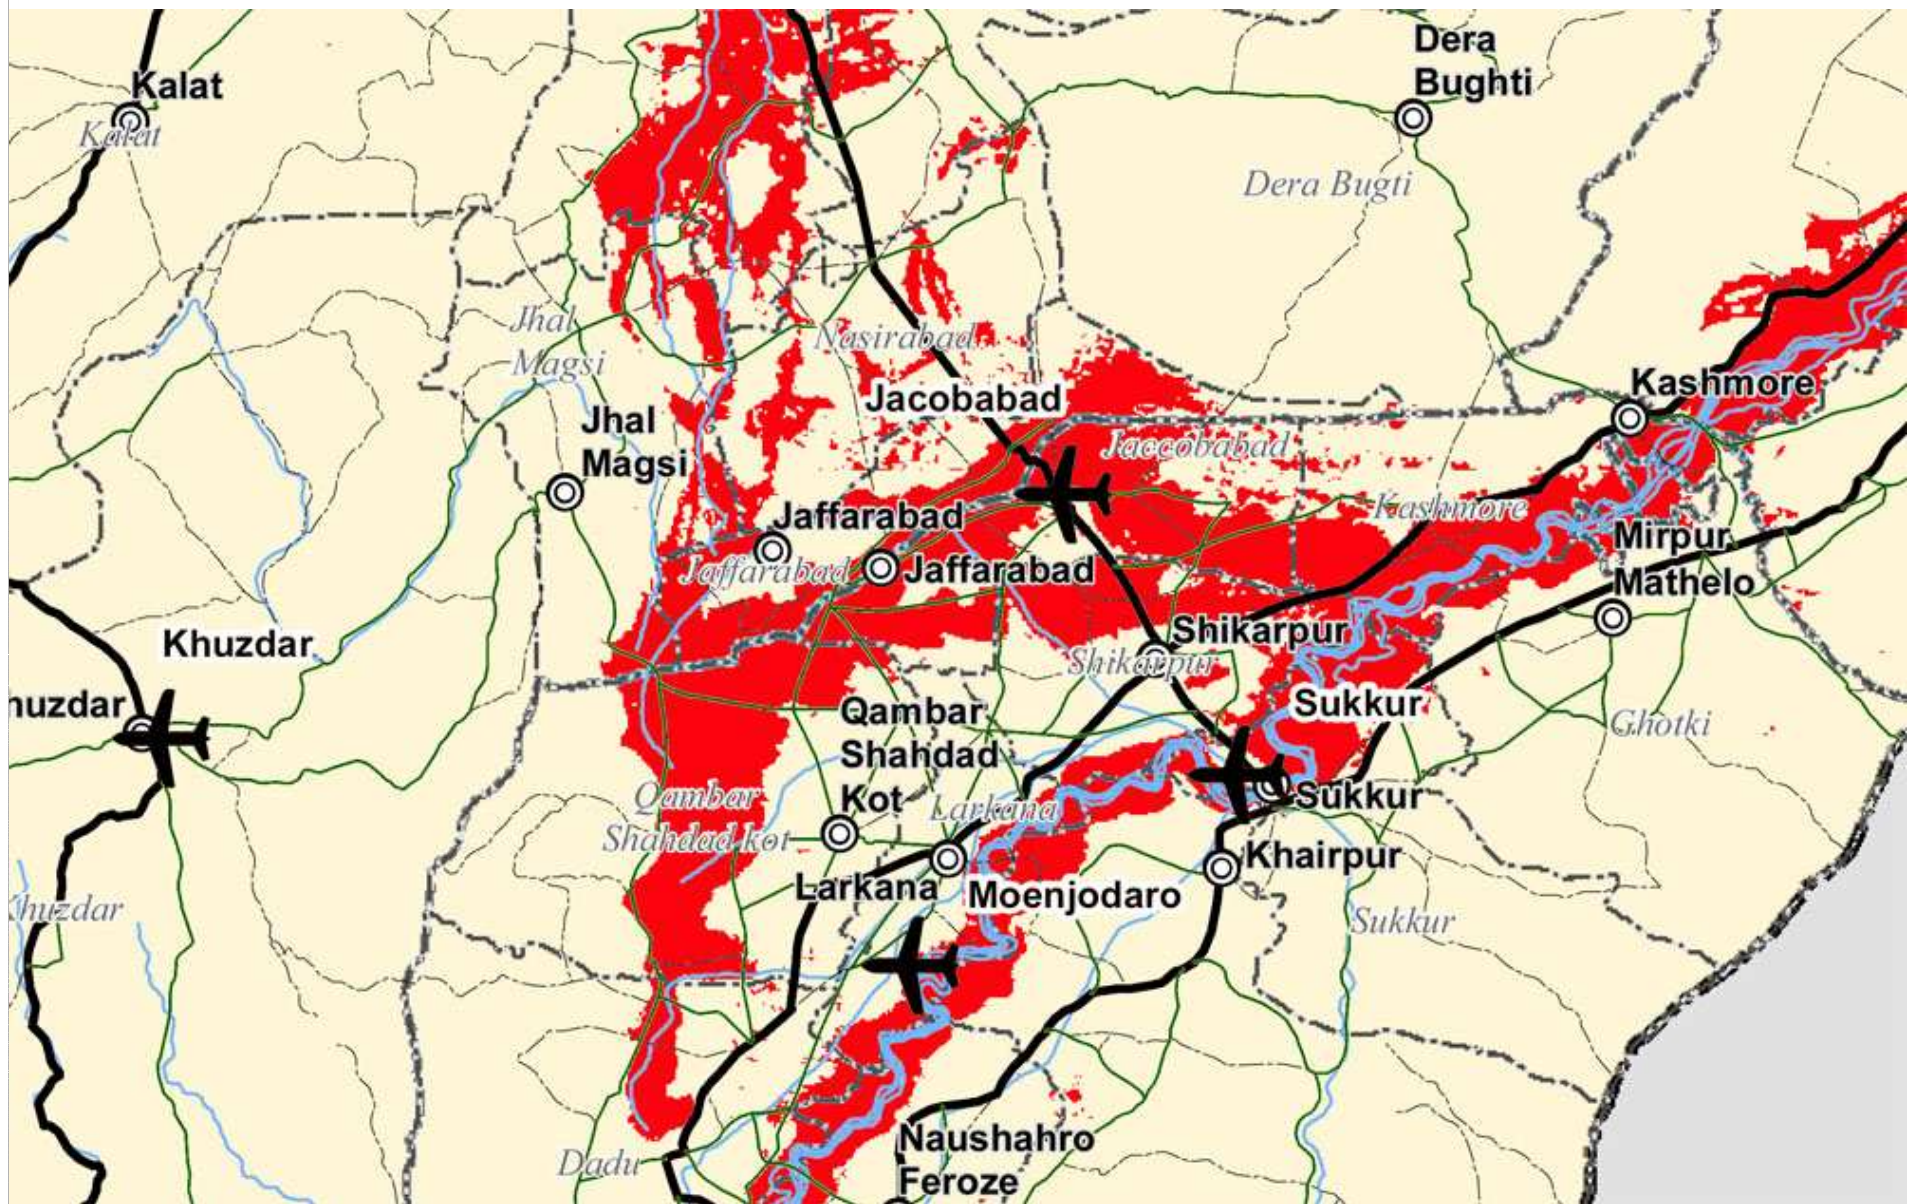 Dera
Bughti
Kalat
Kalat
Dera Bugti
Jhal
Magsi
Nasirabad
Kashmore
Jacobabad
Jhal
Magsi
Jaccobabad
Kashmore
Jaffarabad
Mirpur
Mathelo
Jaffarabad
Jaffarabad
Shikarpur
Khuzdar
Shikarpur
huzdar
Sukkur
Qambar
Shahdad
Kot
Ghotki
Qambar
Shahdad kot
Larkana
Sukkur
Khairpur
Larkana
Moenjodaro
Khuzdar
Sukkur
Naushahro
Feroze
Dadu